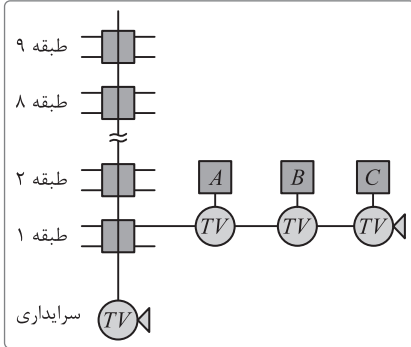 طبقه ۹
طبقه ۸
طبقه ۲
A B C
طبقه ۱
TV TV TV
سرایداری TV